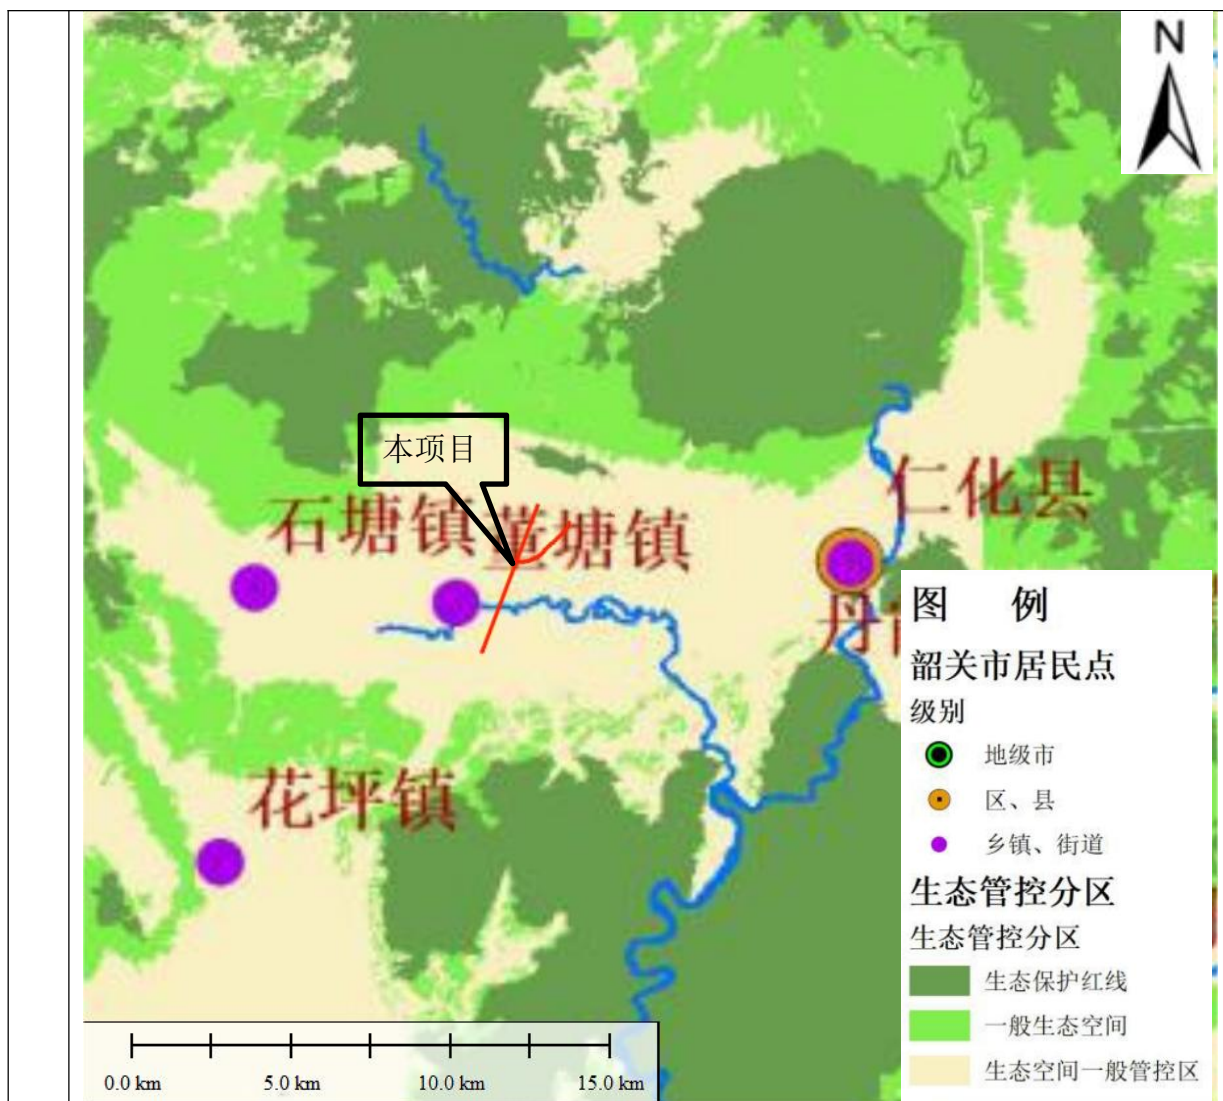 N
本项目
仁化县
石塘镇
董塘镇
丹
花坪镇
图 例
韶关市居民点
级别
地级市
区、县
乡镇、街道
生态管控分区
生态管控分区
生态保护红线
一般生态空间
生态空间一般管控区
0.0 km 5.0 km 10.0 km 15.0 km